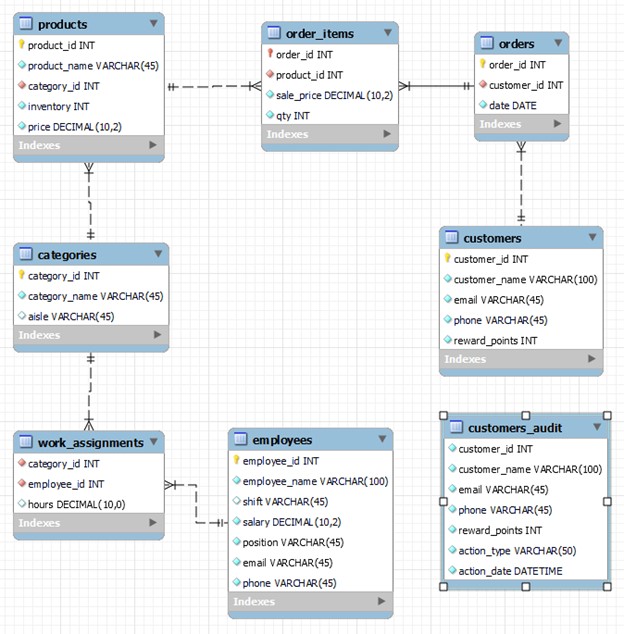 products
product_id INT
product_name VARCHAR(45)
category_id INT
inventory INT
price DECIMAL(10,2)
Indexes
order_items
order_id INT
product_id INT
sale_price DECIMAL(10,2)
qty INT
Indexes
orders
order_id INT
customer_id INT
date DATE
Indexes
categories
category_id INT
category_name VARCHAR(45)
aisle VARCHAR(45)
Indexes
customers
customer_id INT
customer_name VARCHAR(100)
email VARCHAR(45)
phone VARCHAR(45)
reward_points INT
Indexes
work_assignments
category_id INT
employee_id INT
hours DECIMAL(10,0)
Indexes
employees
employee_id INT
employee_name VARCHAR(100)
shift VARCHAR(45)
salary DECIMAL(10,2)
position VARCHAR(45)
email VARCHAR(45)
phone VARCHAR(45)
Indexes
customers_audit
customer_id INT
customer_name VARCHAR(100)
email VARCHAR(45)
phone VARCHAR(45)
reward_points INT
action_type VARCHAR(50)
action_date DATETIME